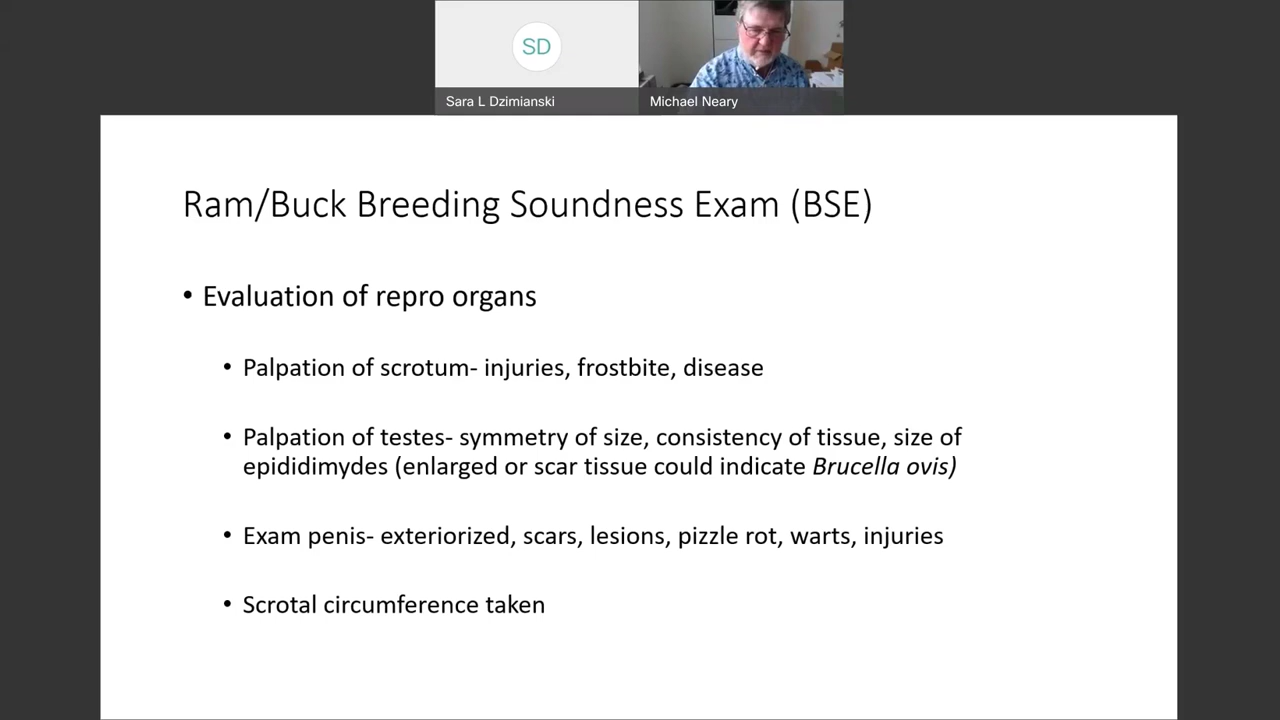 SD
Sara L Dzimianski
Michael Neary
Ram/Buck Breeding Soundness Exam (BSE)
• Evaluation of repro organs
• Palpation of scrotum- injuries, frostbite, disease
• Palpation of testes- symmetry of size, consistency of tissue, size of
epididimydes (enlarged or scar tissue could indicate Brucella ovis)
• Exam penis- exteriorized, scars, lesions, pizzle rot, warts, injuries
• Scrotal circumference taken